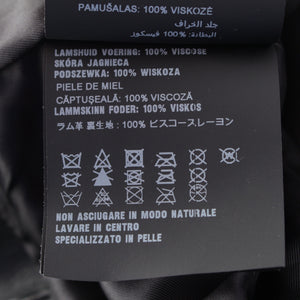 PAMUŠALAS: 100% VISKOZĖ
جلد الخراف
البطانة: 100% فيسكوز
LAMSHUID VOERING: 100% VISCOSE
SKÓRA JAGNIECA
PODSZEWKA: 100% WISKOZA
PIELE DE MIEL
CĂPTUȘEALĂ: 100% VISCOZĂ
LAMMSKINN FODER: 100% VISKOS
ラム革 裏生地 : 100% ビスコースレーヨン
NON ASCIUGARE IN MODO NATURALE
LAVARE IN CENTRO
SPECIALIZZATO IN PELLE